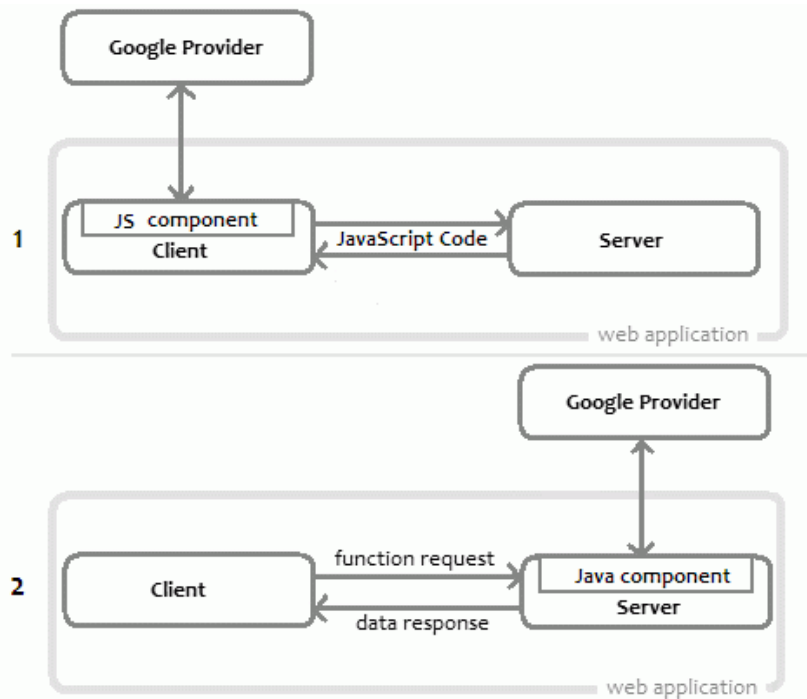 Google Provider
JS component
Client
JavaScript Code
Server
1
web application
Google Provider
function request
Client
Java component
Server
data response
2
web application